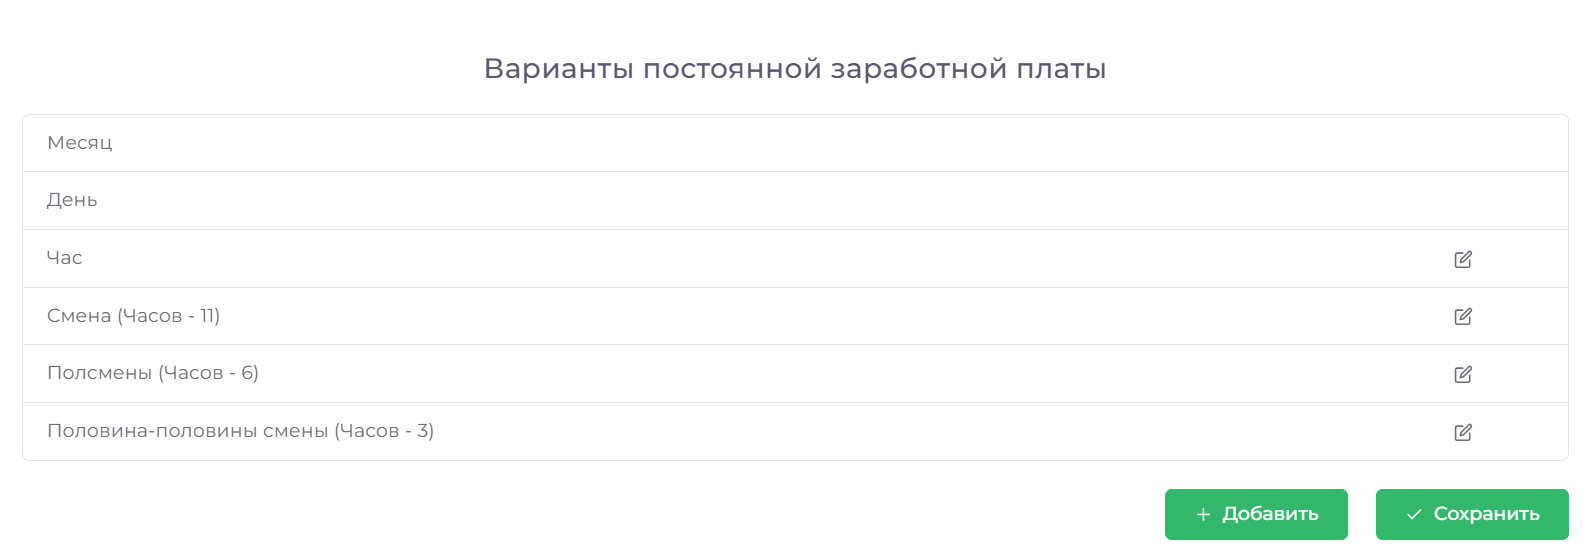 Варианты постоянной заработной платы
Месяц
День
Час
Смена (Часов - 11)
Полсмены (Часов - 6)
Половина-половины смены (Часов - 3)
Добавить
Сохранить